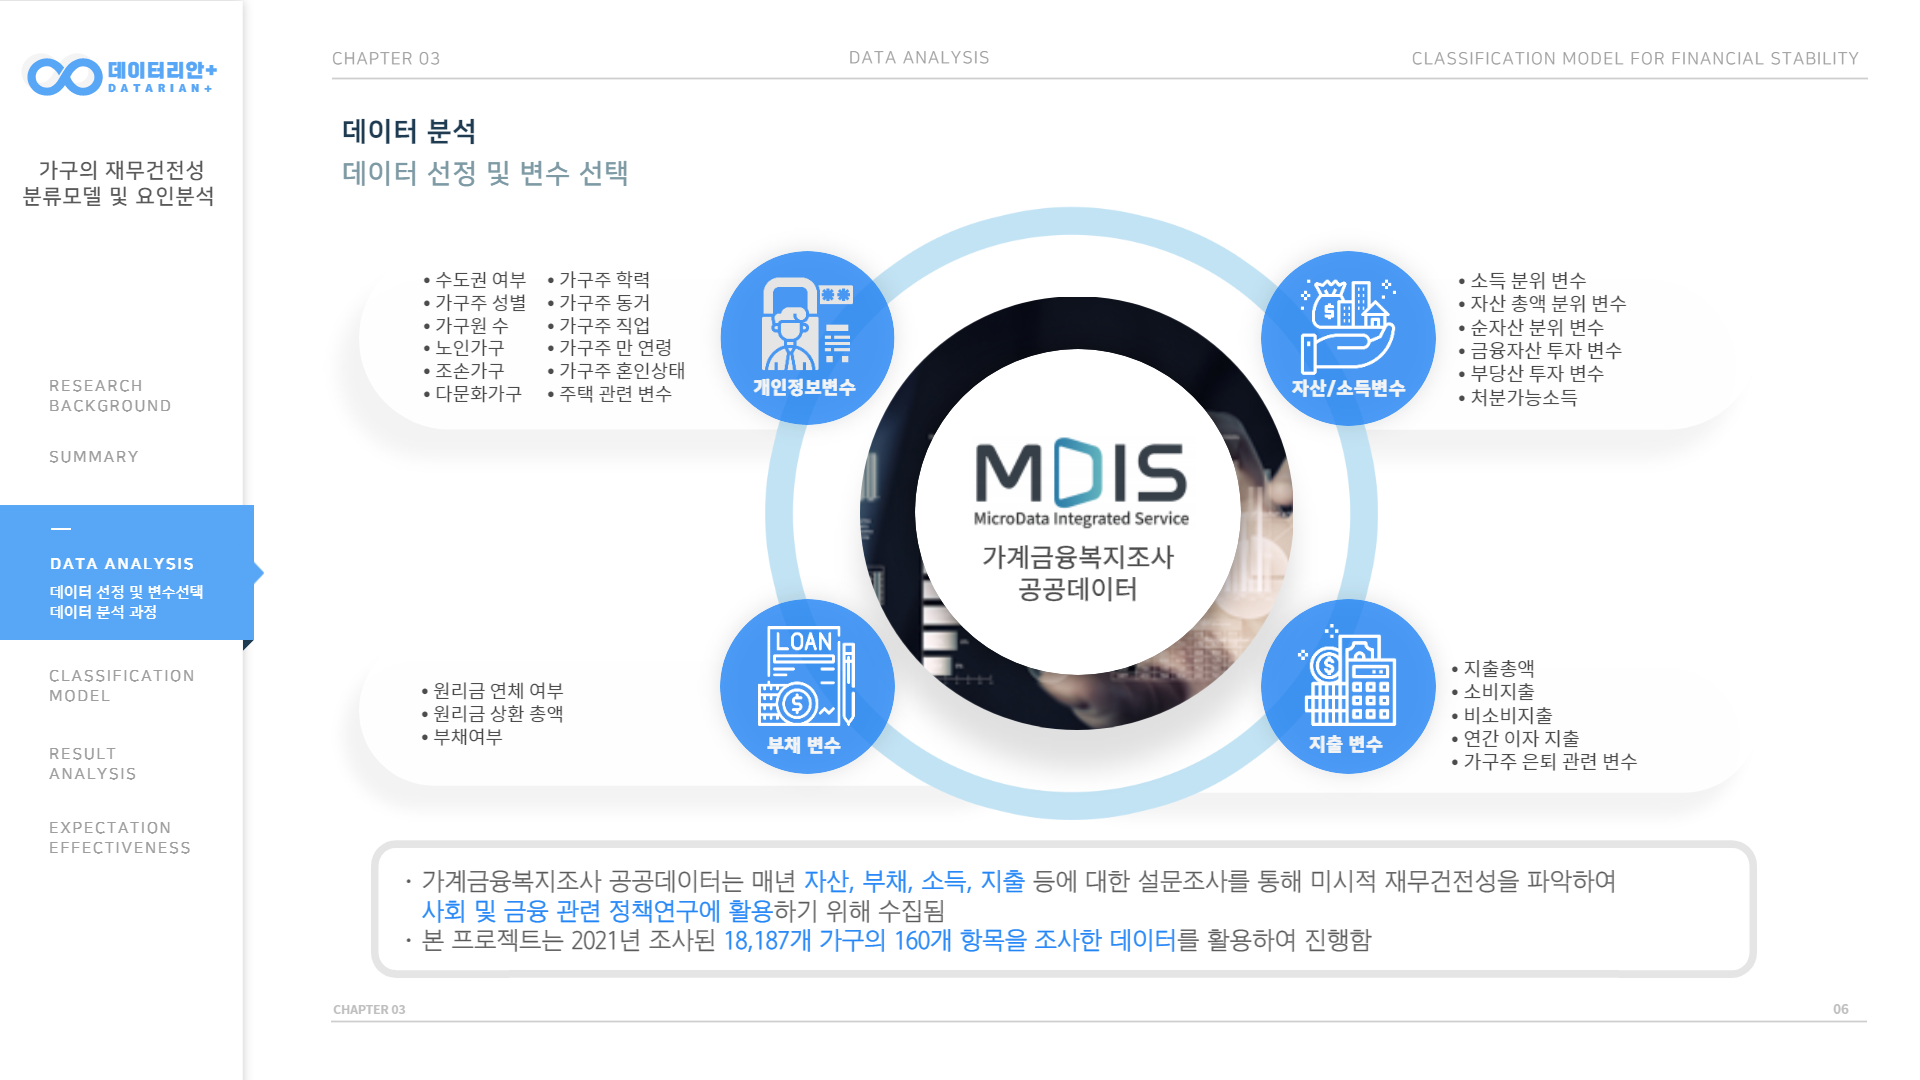 데이터리안+
DATARIAN+
가구의 재무건전성
분류모델 및 요인분석
RESEARCH
BACKGROUND
SUMMARY
DATA ANALYSIS
데이터 선정 및 변수선택
데이터 분석 과정
CLASSIFICATION
MODEL
RESULT
ANALYSIS
EXPECTATION
EFFECTIVENESS
CHAPTER 03
DATA ANALYSIS
CLASSIFICATION MODEL FOR FINANCIAL STABILITY
데이터 분석
데이터 선정 및 변수 선택
• 수도권 여부
• 가구주 성별
• 가구원 수
• 노인가구
• 조손가구
• 다문화가구
• 가구주 학력
• 가구주 동거
• 가구주 직업
• 가구주 만 연령
• 가구주 혼인상태
• 주택 관련 변수
개인정보변수
자산/소득변수
• 소득 분위 변수
• 자산 총액 분위 변수
• 순자산 분위 변수
• 금융자산 투자 변수
• 부당산 투자 변수
• 처분가능소득
MDIS
MicroData Integrated Service
가계금융복지조사
공공데이터
• 원리금 연체 여부
• 원리금 상환 총액
• 부채여부
LOAN
부채 변수
지출 변수
• 지출총액
• 소비지출
• 비소비지출
• 연간 이자 지출
• 가구주 은퇴 관련 변수
· 가계금융복지조사 공공데이터는 매년 자산, 부채, 소득, 지출 등에 대한 설문조사를 통해 미시적 재무건전성을 파악하여
사회 및 금융 관련 정책연구에 활용하기 위해 수집됨
· 본 프로젝트는 2021년 조사된 18,187개 가구의 160개 항목을 조사한 데이터를 활용하여 진행함
CHAPTER 03
06